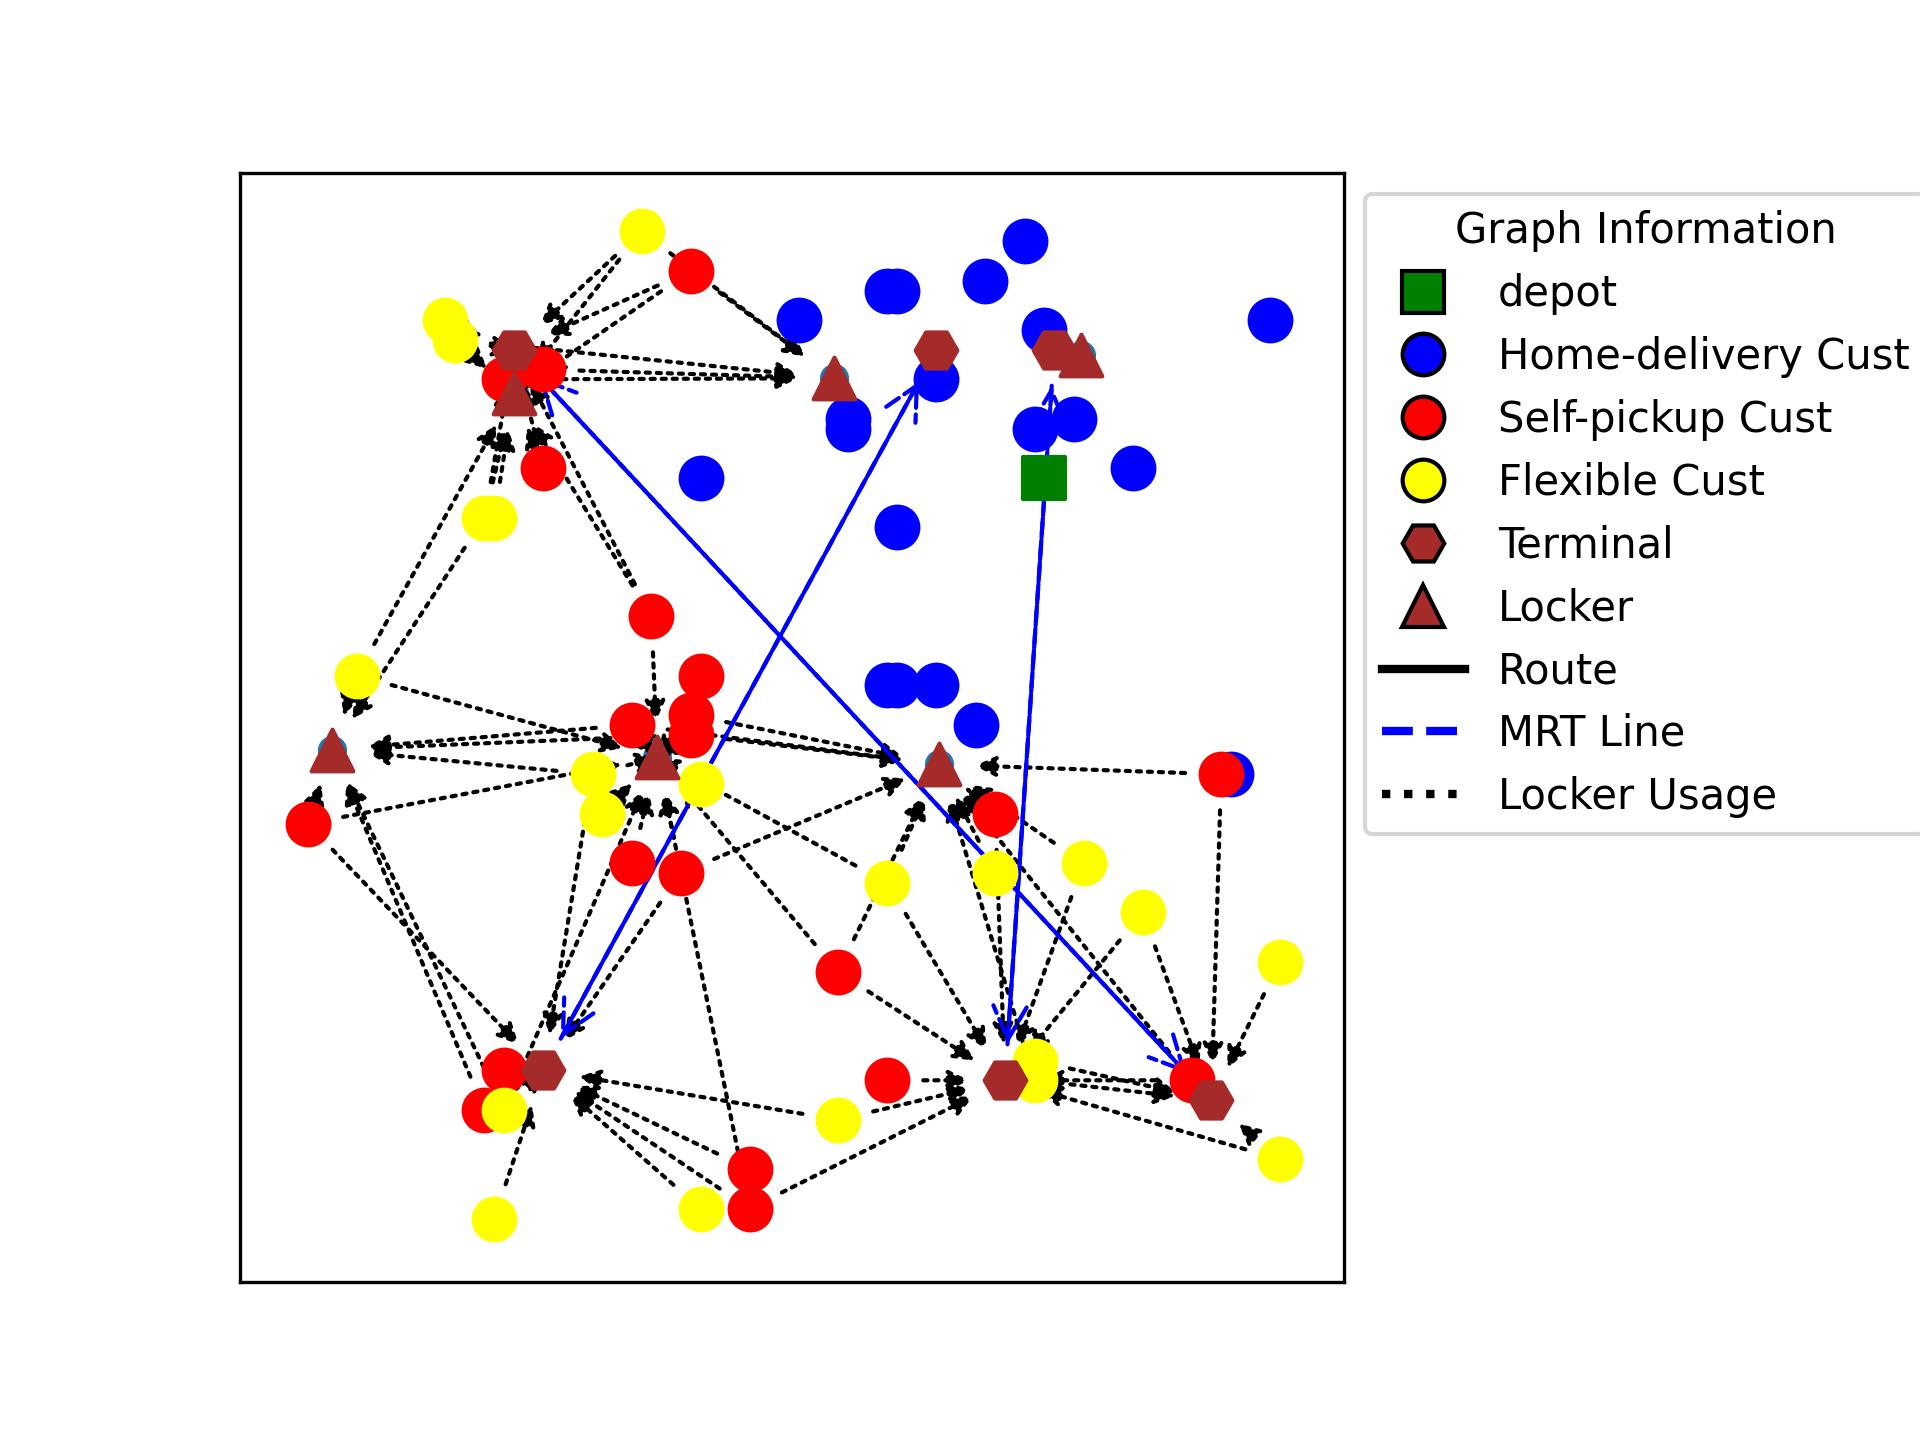 Graph Information
depot
Home-delivery Cust
Self-pickup Cust
Flexible Cust
Terminal
Locker
Route
MRT Line
Locker Usage